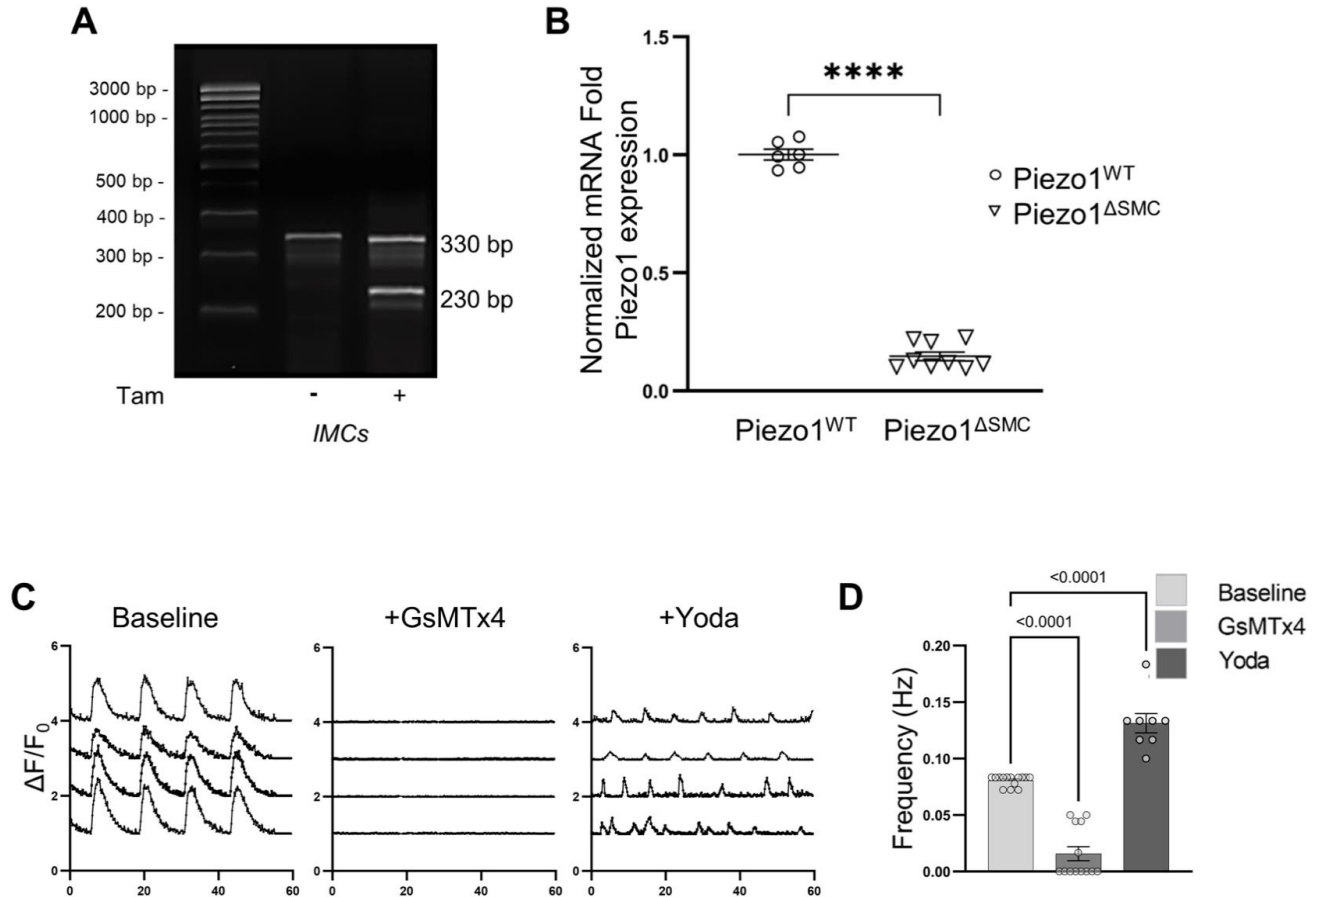 A
3000 bp -
1000 bp -
500 bp -
400 bp -
300 bp -
200 bp -
330 bp
230 bp
Tam
-
+
IMCs
B
Normalized mRNA Fold
Piezo1 expression
1.5
1.0
0.5
0.0
****
Piezo1WT
Piezo1ΔSMC
Piezo1WT
Piezo1ΔSMC
C
Baseline
+GsMTx4
+Yoda
ΔF/F0
6
4
2
0
0
20
40
60
6
4
2
0
0
20
40
60
6
4
2
0
0
20
40
60
D
<0.0001
<0.0001
Baseline
GsMTx4
Yoda
Frequency (Hz)
0.20
0.15
0.10
0.05
0.00